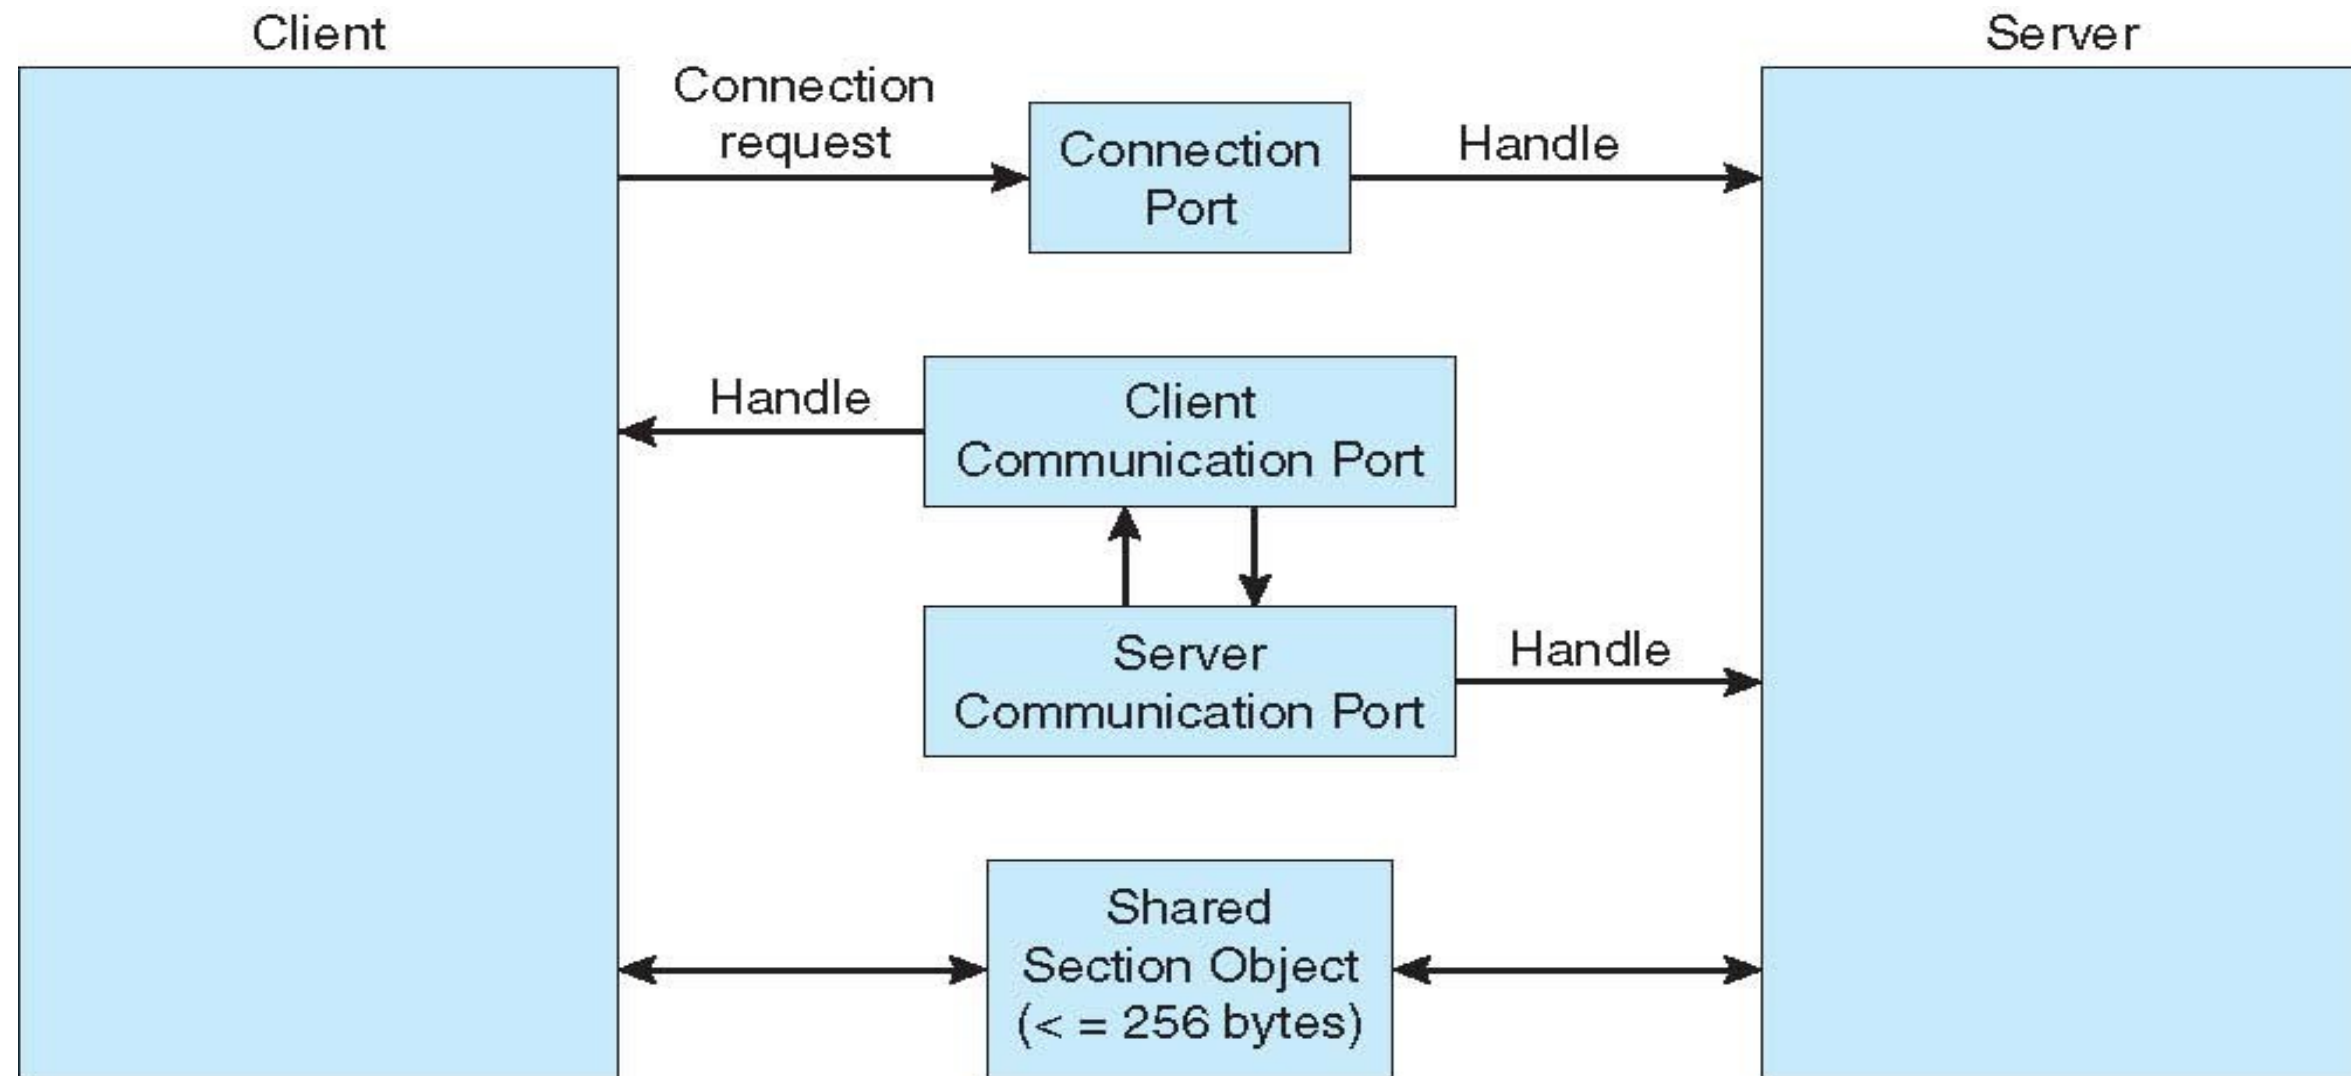 Client
Server
Connection
request
Connection
Port
Handle
Handle
Client
Communication Port
Server
Communication Port
Handle
Shared
Section Object
(< = 256 bytes)